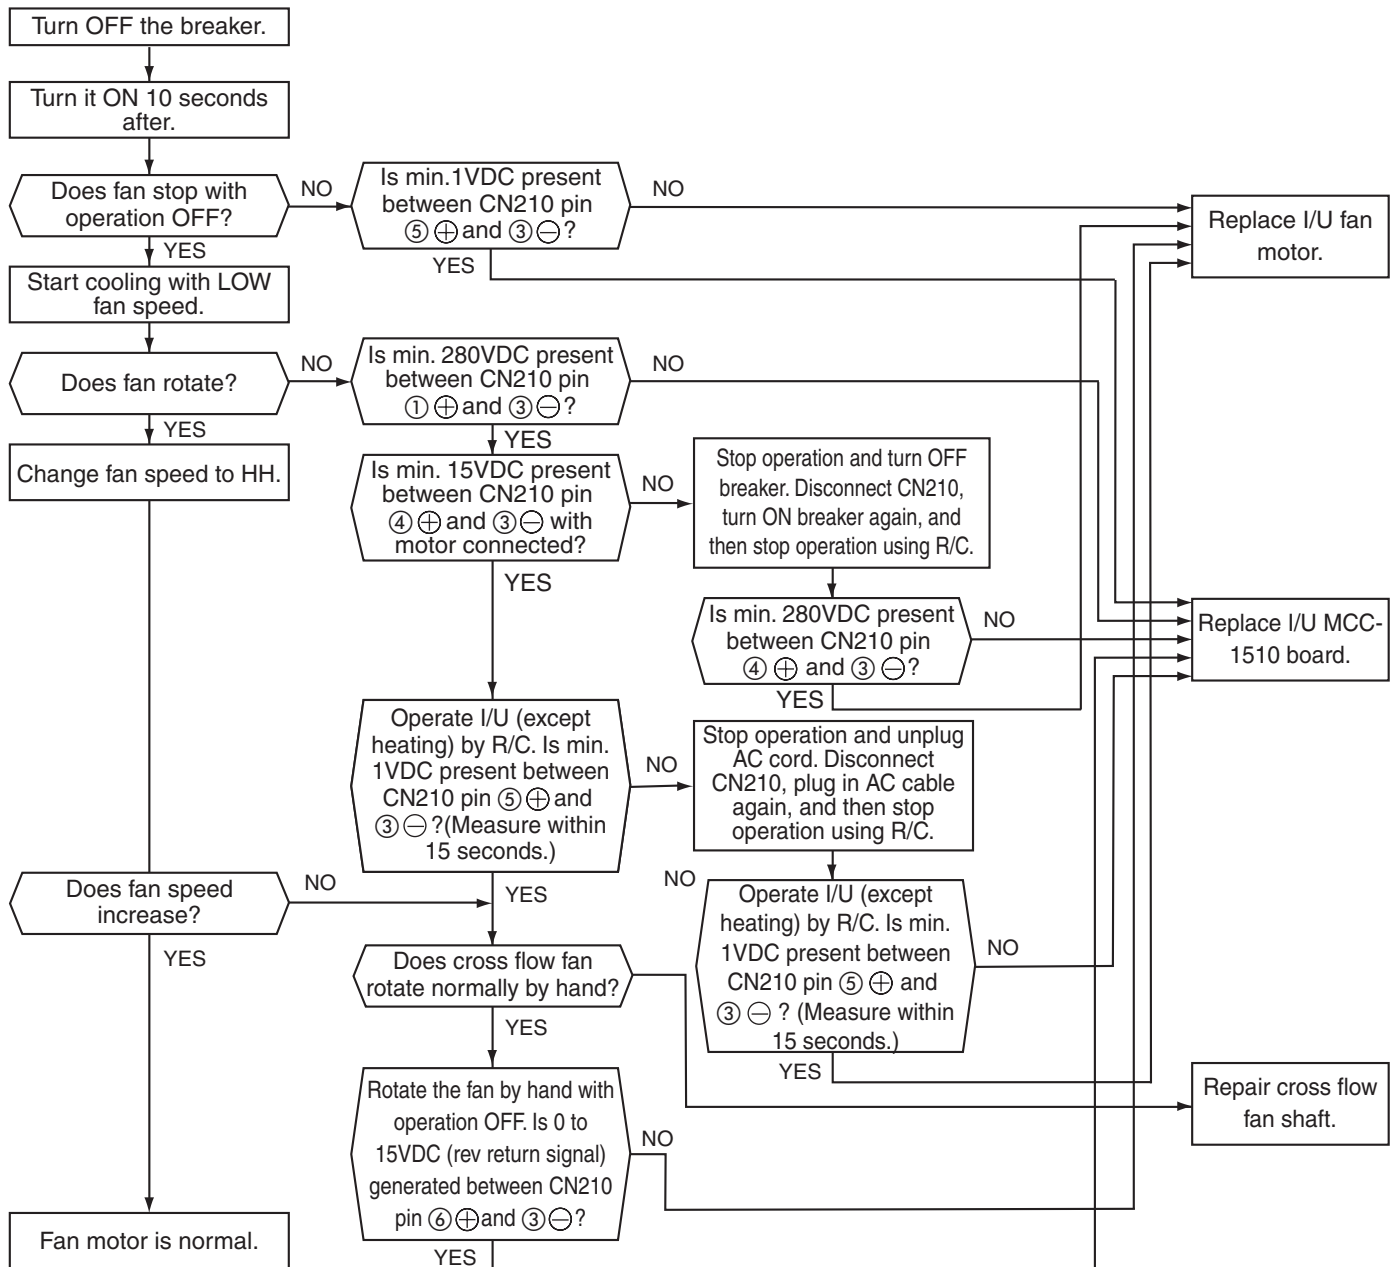 Turn OFF the breaker.
Turn it ON 10 seconds
after.
Does fan stop with
operation OFF?
NO
YES
Is min.1VDC present
between CN210 pin
⑤ ⊕ and ③ ⊖ ?
NO
YES
Replace I/U fan
motor.
Start cooling with LOW
fan speed.
Does fan rotate?
NO
YES
Is min. 280VDC present
between CN210 pin
① ⊕ and ③ ⊖ ?
NO
YES
Change fan speed to HH.
Is min. 15VDC present
between CN210 pin
④ ⊕ and ③ ⊖ with
motor connected?
NO
YES
Stop operation and turn OFF
breaker. Disconnect CN210,
turn ON breaker again, and
then stop operation using R/C.
Is min. 280VDC present
between CN210 pin
④ ⊕ and ③ ⊖ ?
NO
YES
Replace I/U MCC-
1510 board.
Operate I/U (except
heating) by R/C. Is min.
1VDC present between
CN210 pin ⑤ ⊕ and
③ ⊖ ?(Measure within
15 seconds.)
NO
YES
Stop operation and unplug
AC cord. Disconnect
CN210, plug in AC cable
again, and then stop
operation using R/C.
Does fan speed
increase?
NO
YES
Does cross flow fan
rotate normally by hand?
NO
YES
Operate I/U (except
heating) by R/C. Is min.
1VDC present between
CN210 pin ⑤ ⊕ and
③ ⊖ ? (Measure within
15 seconds.)
NO
YES
Repair cross flow
fan shaft.
Rotate the fan by hand with
operation OFF. Is 0 to
15VDC (rev return signal)
generated between CN210
pin ⑥ ⊕ and ③ ⊖ ?
NO
YES
Fan motor is normal.